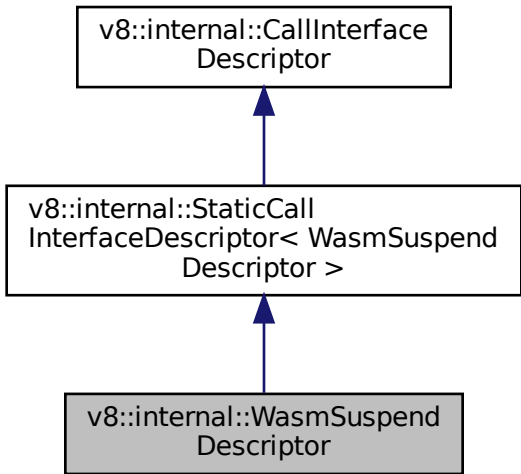 v8::internal::CallInterface
Descriptor
v8::internal::StaticCall
InterfaceDescriptor< WasmSuspend
Descriptor >
v8::internal::WasmSuspend
Descriptor